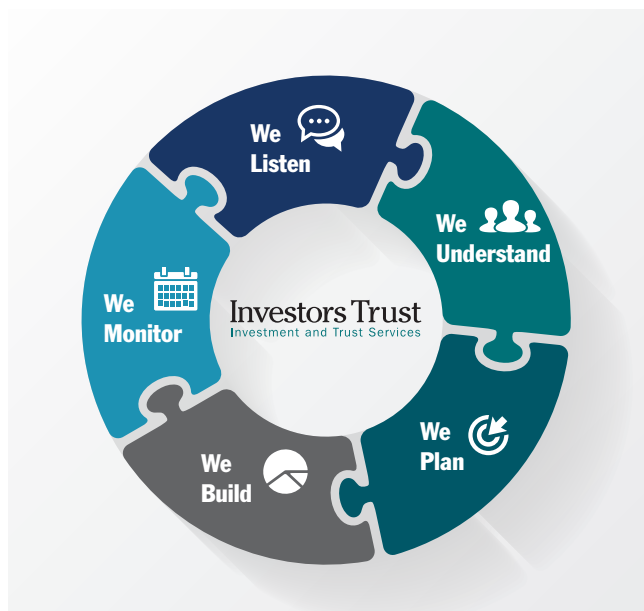 We
Listen
We
Understand
We
Plan
We
Build
We
Monitor
Investors Trust
Investment and Trust Services